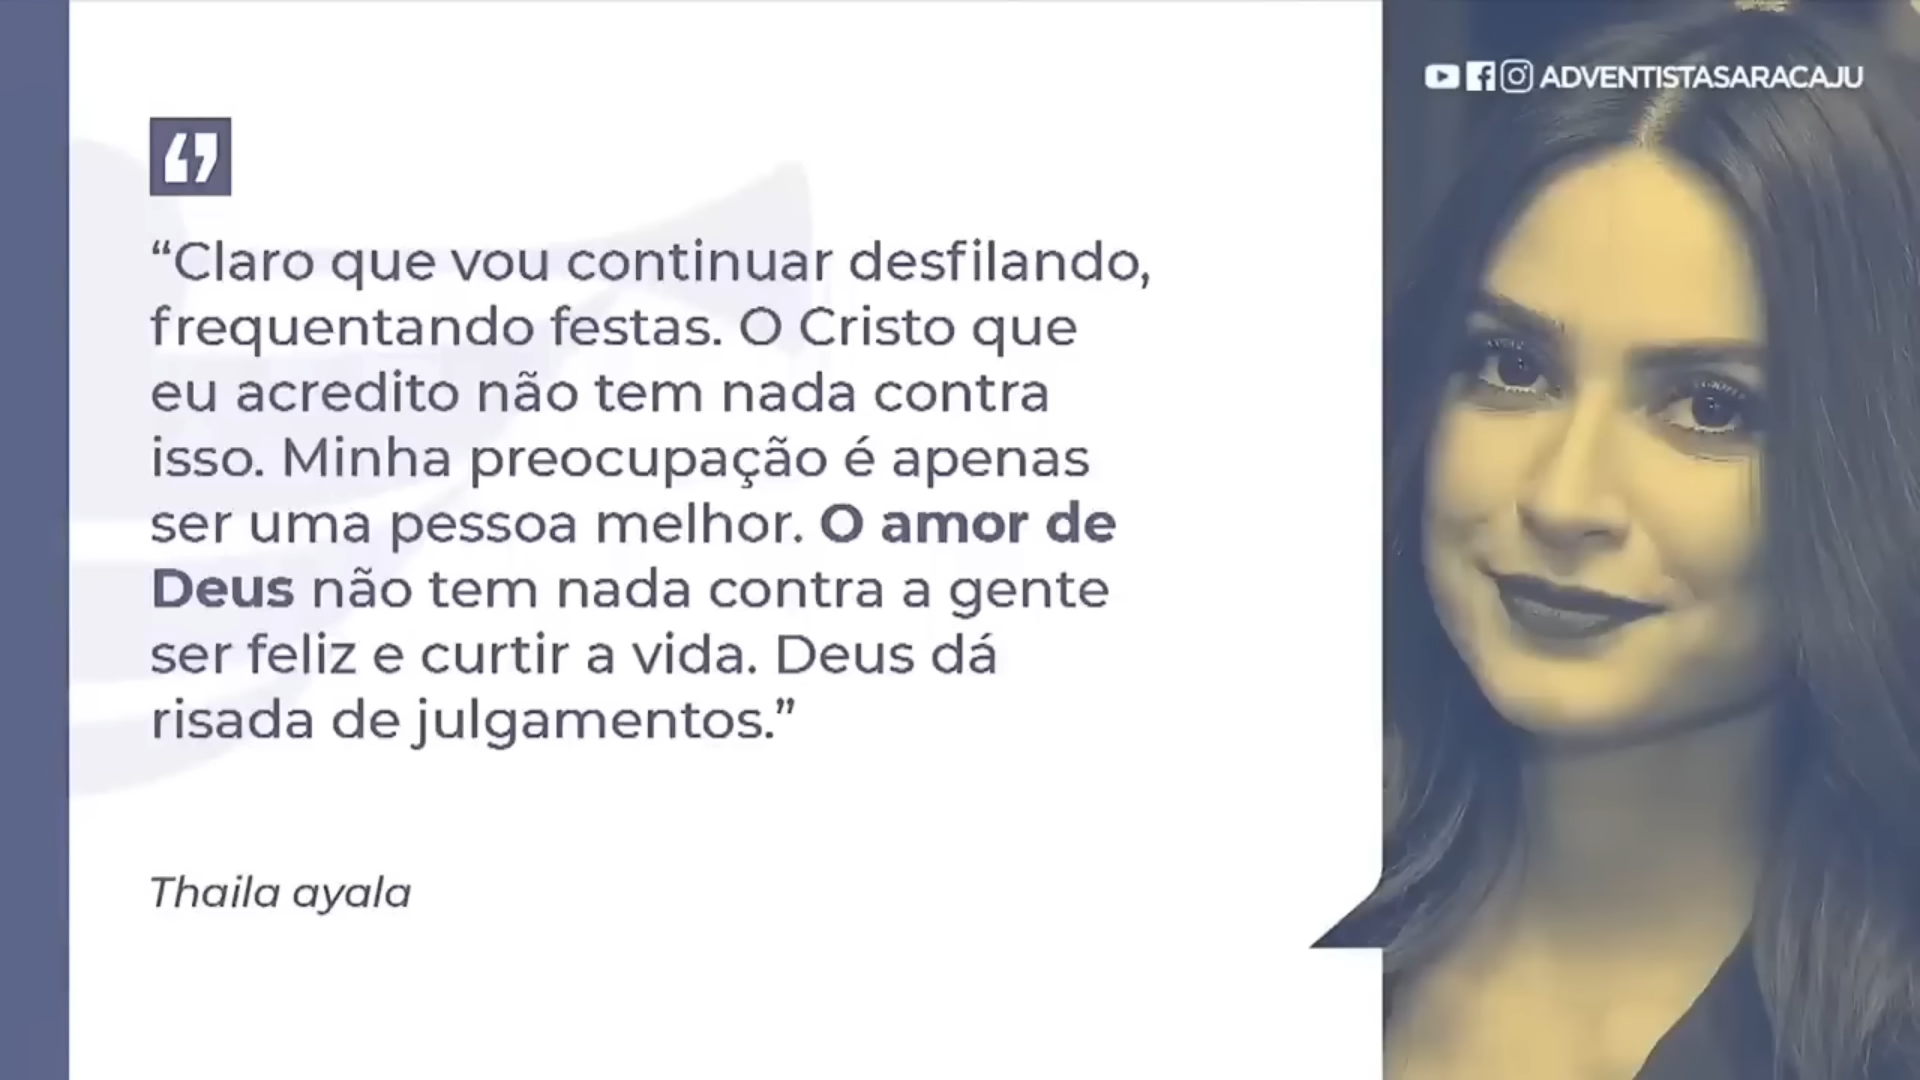 ADVENTISTASARACAJU
“Claro que vou continuar desfilando,
frequentando festas. O Cristo que
eu acredito não tem nada contra
isso. Minha preocupação é apenas
ser uma pessoa melhor. O amor de
Deus não tem nada contra a gente
ser feliz e curtir a vida. Deus dá
risada de julgamentos.”
Thaila ayala